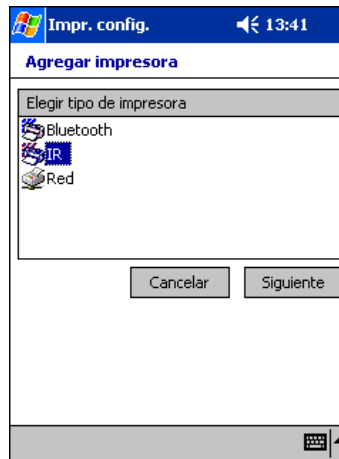 Impr. config. 13:41
Agregar impresora
Elegir tipo de impresora
Bluetooth
IR
Red
Cancelar Siguiente